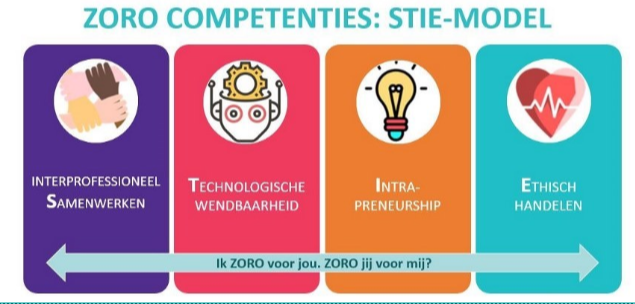 ZORO COMPETENTIES: STIE-MODEL
INTERPROFESSIONEEL
SAMENWERKEN
TECHNOLOGISCHE
WENDBAARHEID
INTRA-
PRENEURSHIP
ETHISCH
HANDELEN
Ik ZORO voor jou. ZORO jij voor mij?